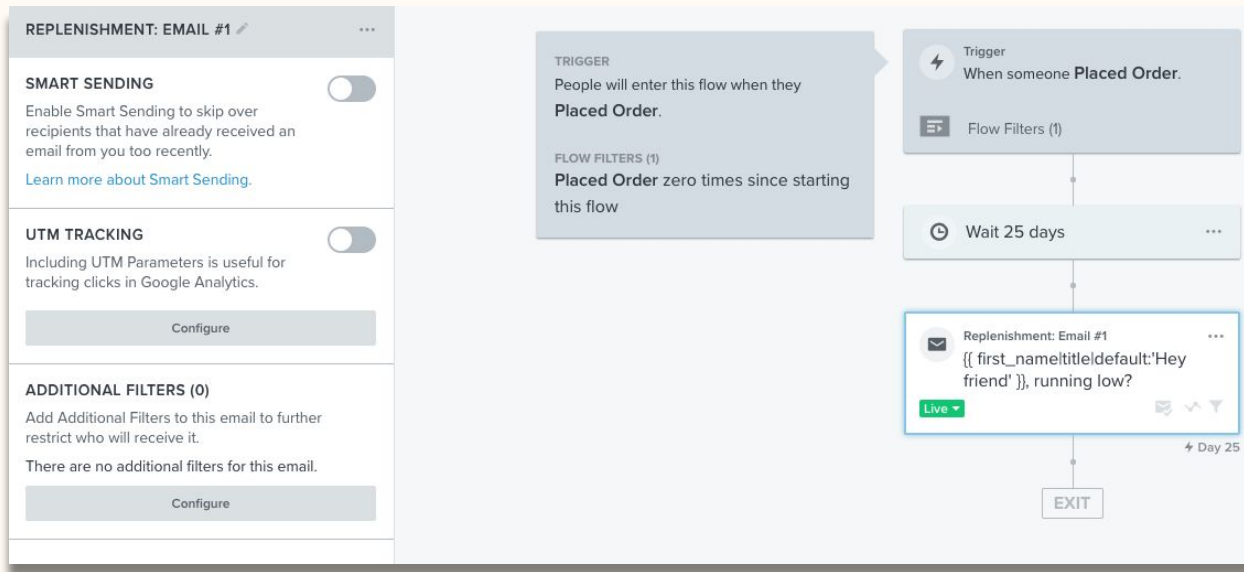 REPLENISHMENT: EMAIL #1
SMART SENDING
Enable Smart Sending to skip over
recipients that have already received an
email from you too recently.
Learn more about Smart Sending.
UTM TRACKING
Including UTM Parameters is useful for
tracking clicks in Google Analytics.
Configure
ADDITIONAL FILTERS (0)
Add Additional Filters to this email to further
restrict who will receive it.
There are no additional filters for this email.
Configure
TRIGGER
People will enter this flow when they
Placed Order.
FLOW FILTERS (1)
Placed Order zero times since starting
this flow
Trigger
When someone Placed Order.
Flow Filters (1)
Wait 25 days
Replenishment: Email #1
{{ first_name|title|default:'Hey
friend' }}, running low?
Live
Day 25
EXIT